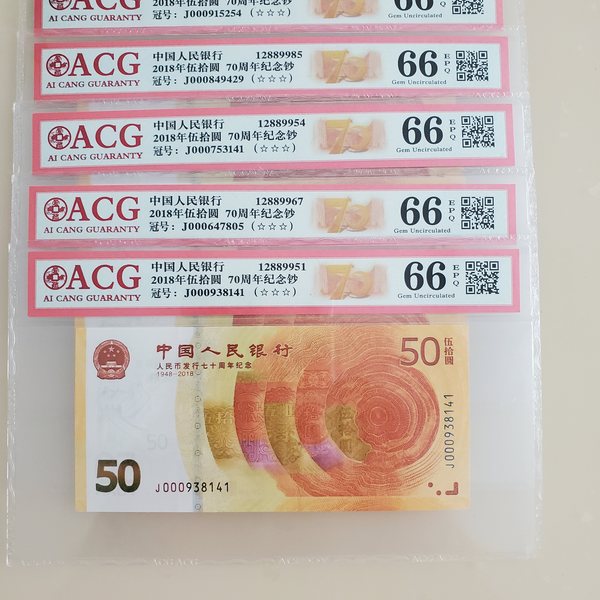 冠号: J000915254 (☆☆☆)
66
EPQ
Gem Uncirculated
AI CANG GUARANTY
ACG
AI CANG GUARANTY
中国人民银行 12889985
2018年伍拾圆 70周年纪念钞
冠号: J000849429 (☆☆☆)
70
66
EPQ
Gem Uncirculated
ACG
AI CANG GUARANTY
中国人民银行 12889954
2018年伍拾圆 70周年纪念钞
冠号: J000753141 (☆☆☆)
70
66
EPQ
Gem Uncirculated
ACG
AI CANG GUARANTY
中国人民银行 12889967
2018年伍拾圆 70周年纪念钞
冠号: J000647805 (☆☆☆)
70
66
EPQ
Gem Uncirculated
ACG
AI CANG GUARANTY
中国人民银行 12889951
2018年伍拾圆 70周年纪念钞
冠号: J000938141 (☆☆☆)
70
66
EPQ
Gem Uncirculated
中国人民银行
人民币发行七十周年纪念
1948-2018
50
伍拾圆
J000938141
50
50
J000938141